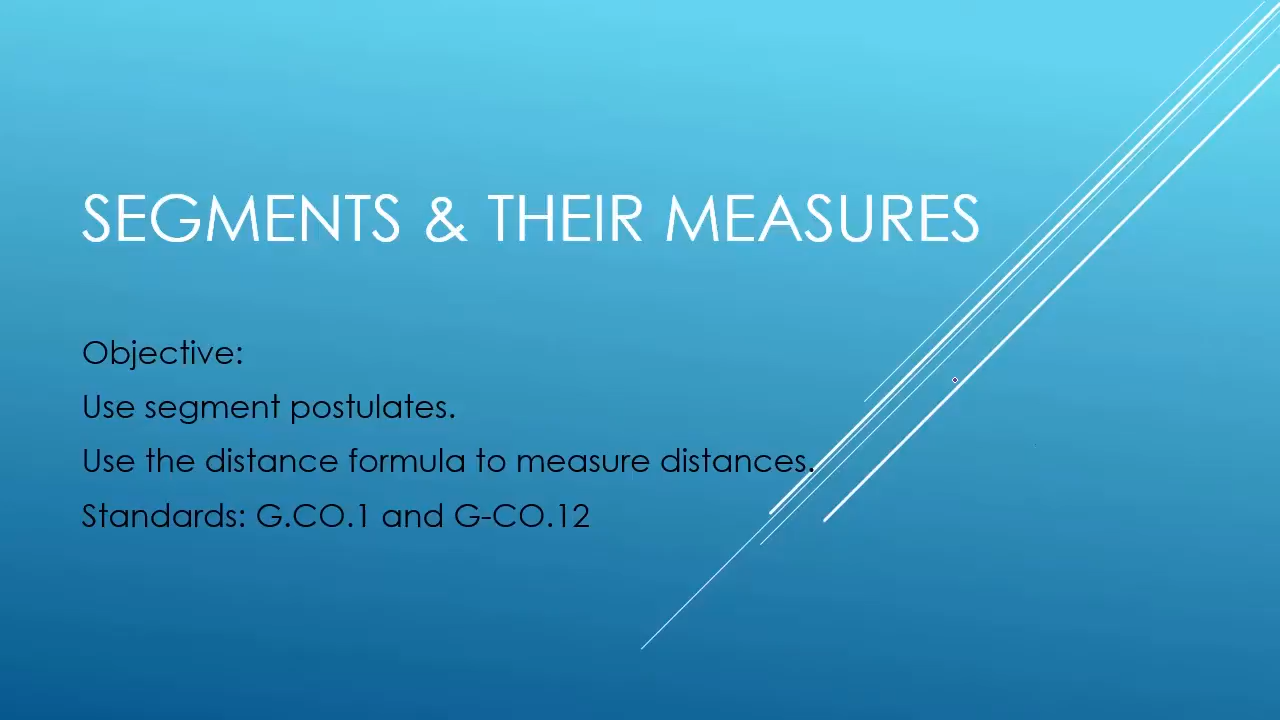 SEGMENTS & THEIR MEASURES
Objective:
Use segment postulates.
Use the distance formula to measure distances.
Standards: G.CO.1 and G-CO.12